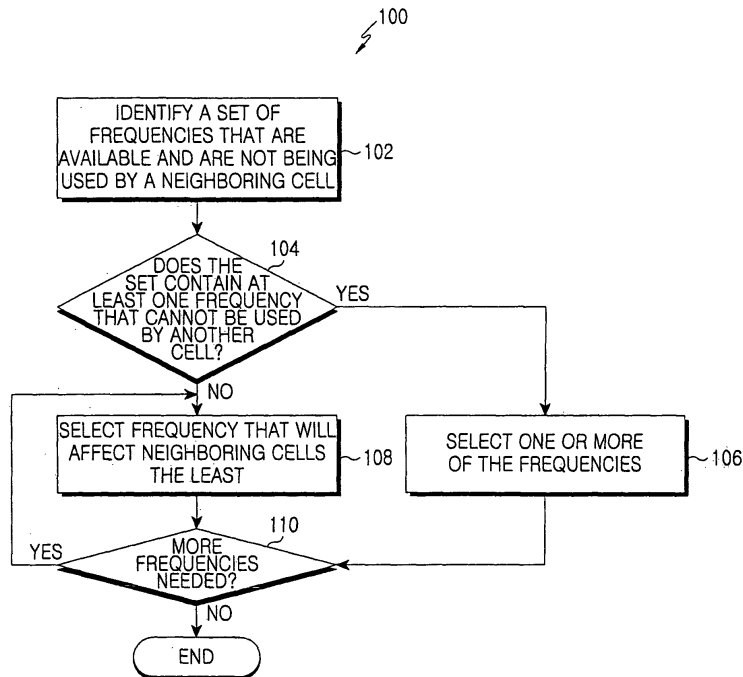 100
IDENTIFY A SET OF
FREQUENCIES THAT ARE
AVAILABLE AND ARE NOT BEING
USED BY A NEIGHBORING CELL
102
104
DOES THE
SET CONTAIN AT
LEAST ONE FREQUENCY
THAT CANNOT BE USED
BY ANOTHER
CELL?
YES
NO
SELECT FREQUENCY THAT WILL
AFFECT NEIGHBORING CELLS
THE LEAST
108
SELECT ONE OR MORE
OF THE FREQUENCIES
106
110
YES
MORE
FREQUENCIES
NEEDED?
NO
END